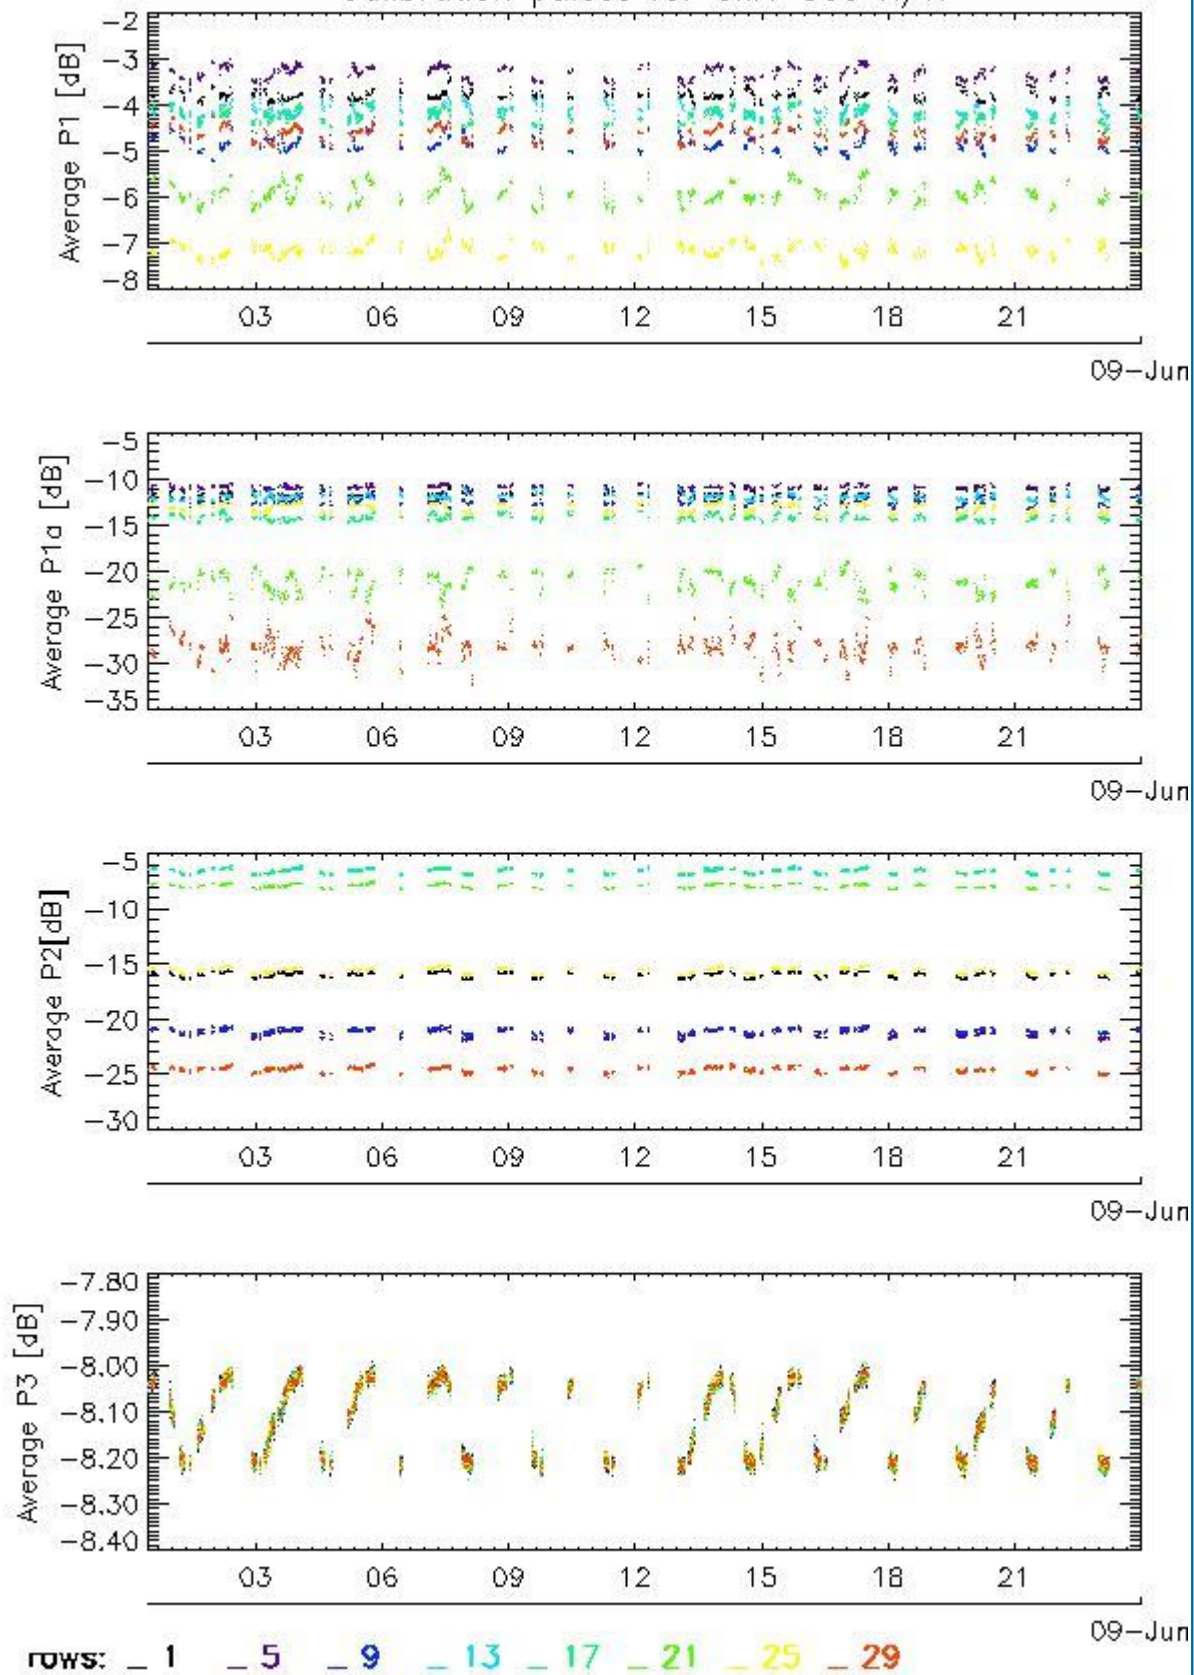 -2
-3
-4
-5
-6
-7
-8
Average P1 [dB]
03 06 09 12 15 18 21
09-Jun
-5
-10
-15
-20
-25
-30
-35
Average P1a [dB]
03 06 09 12 15 18 21
09-Jun
-5
-10
-15
-20
-25
-30
Average P2[dB]
03 06 09 12 15 18 21
09-Jun
-7.80
-7.90
-8.00
-8.10
-8.20
-8.30
-8.40
Average P3 [dB]
03 06 09 12 15 18 21
09-Jun
rows: _ 1 _ 5 _ 9 _ 13 _ 17 _ 21 _ 25 _ 29